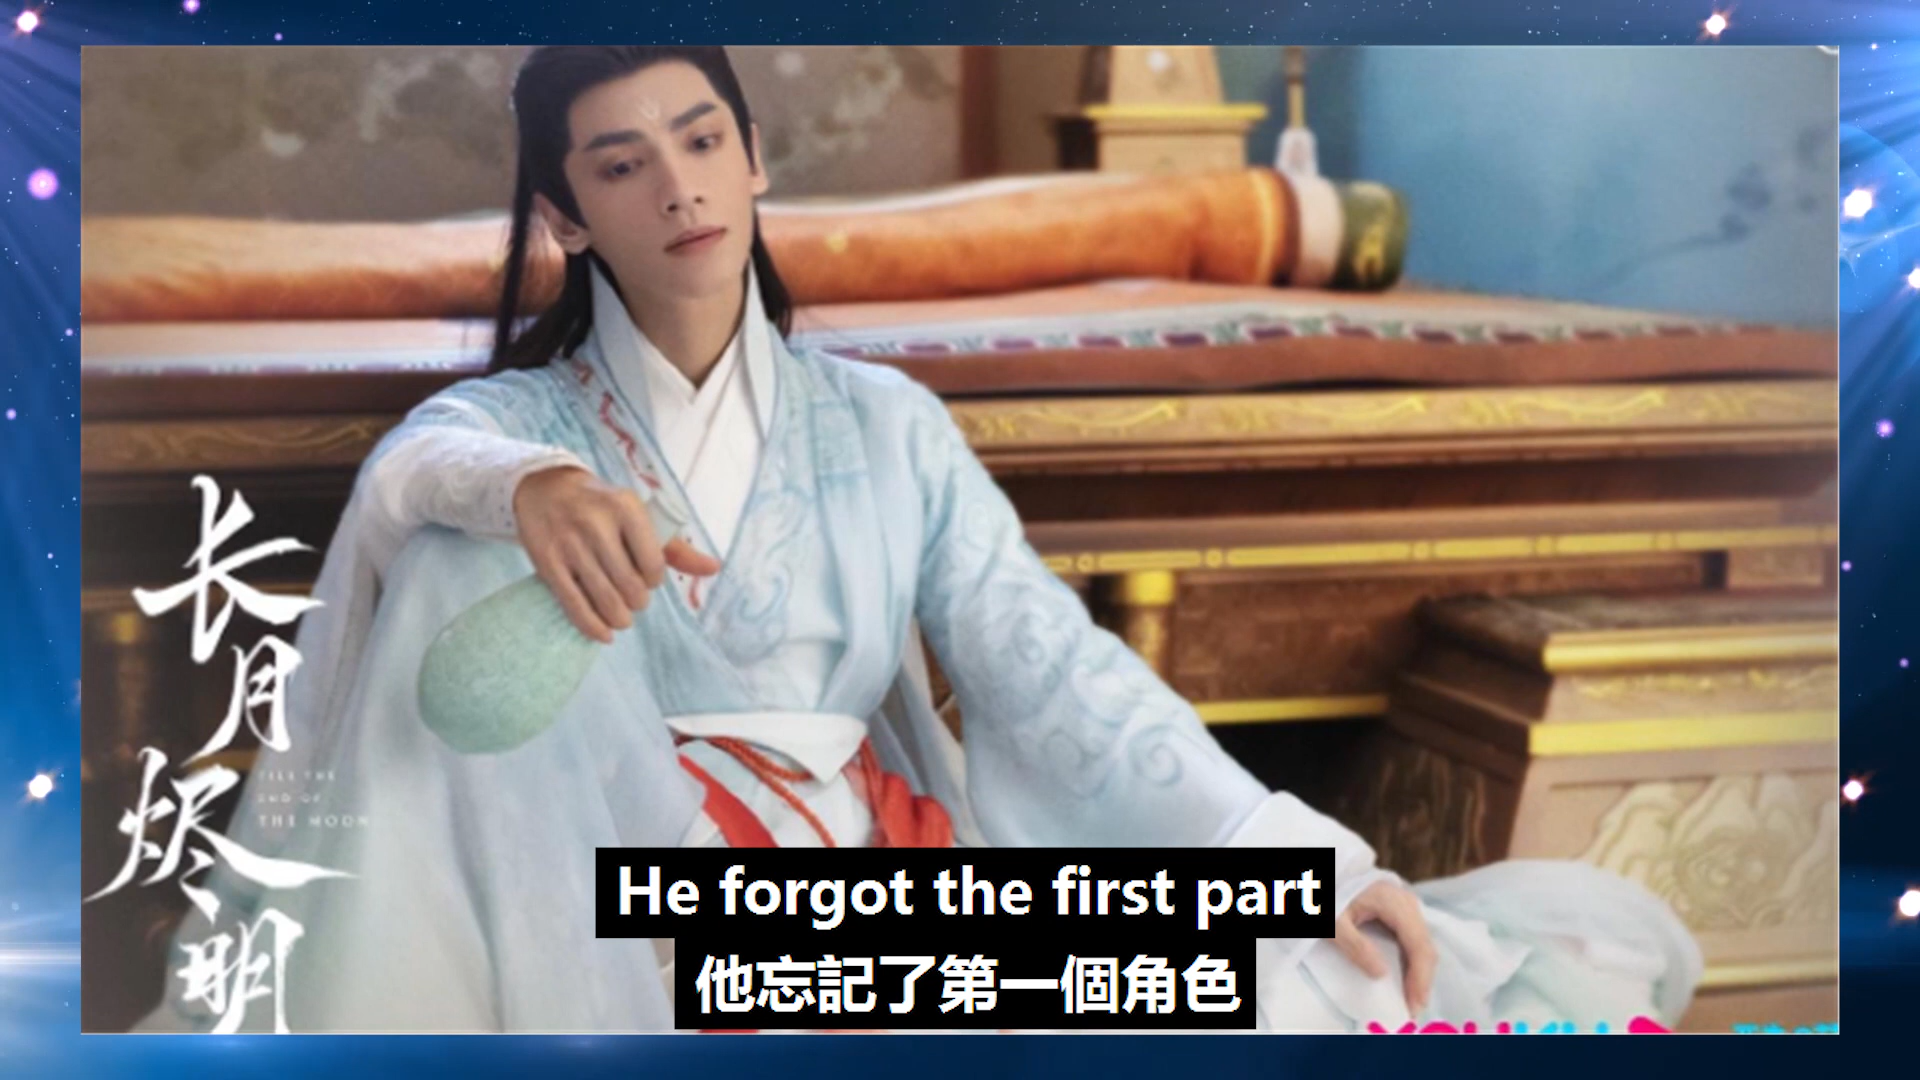 长月烬明
TILL THE
END OF
THE MOON
He forgot the first part
他忘記了第一個角色
YOUKU